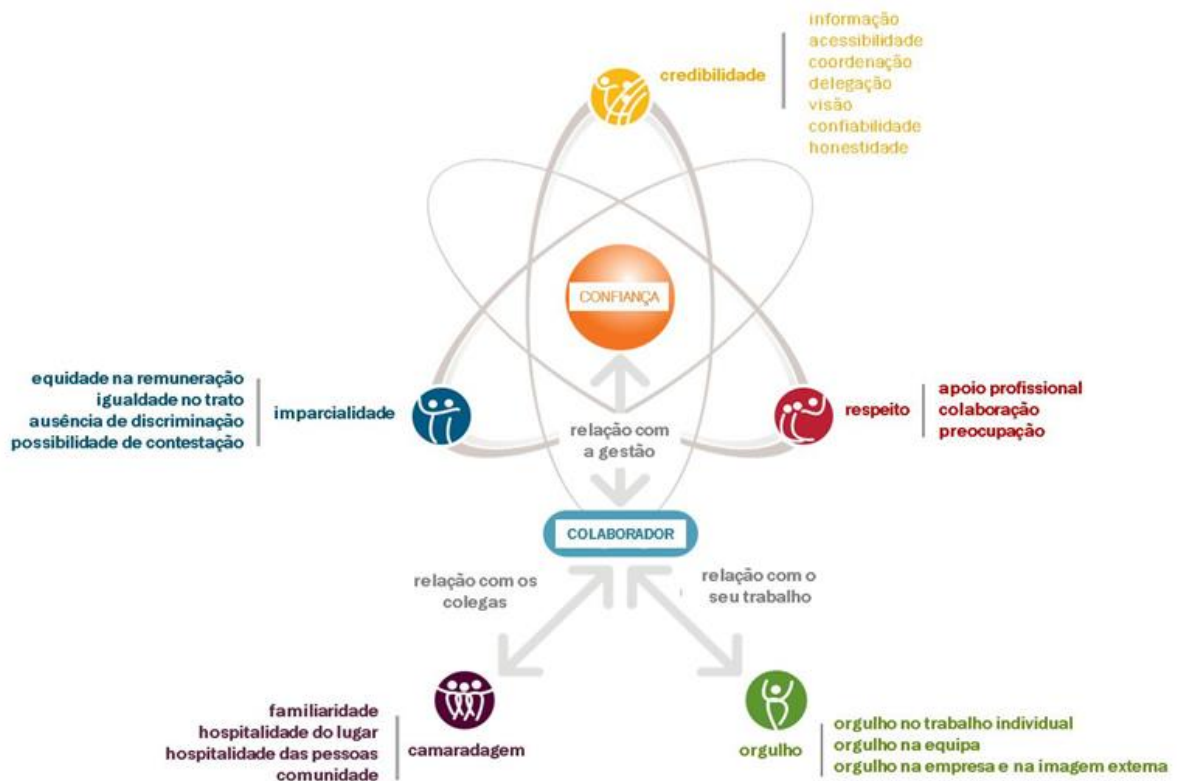 credibilidade
informação
acessibilidade
coordenação
delegação
visão
confiabilidade
honestidade
CONFIANÇA
equidade na remuneração
igualdade no trato
ausência de discriminação
possibilidade de contestação
imparcialidade
relação com
a gestão
respeito
apoio profissional
colaboração
preocupação
COLABORADOR
relação com os
colegas
relação com o
seu trabalho
familiaridade
hospitalidade do lugar
hospitalidade das pessoas
comunidade
camaradagem
orgulho
orgulho no trabalho individual
orgulho na equipa
orgulho na empresa e na imagem externa